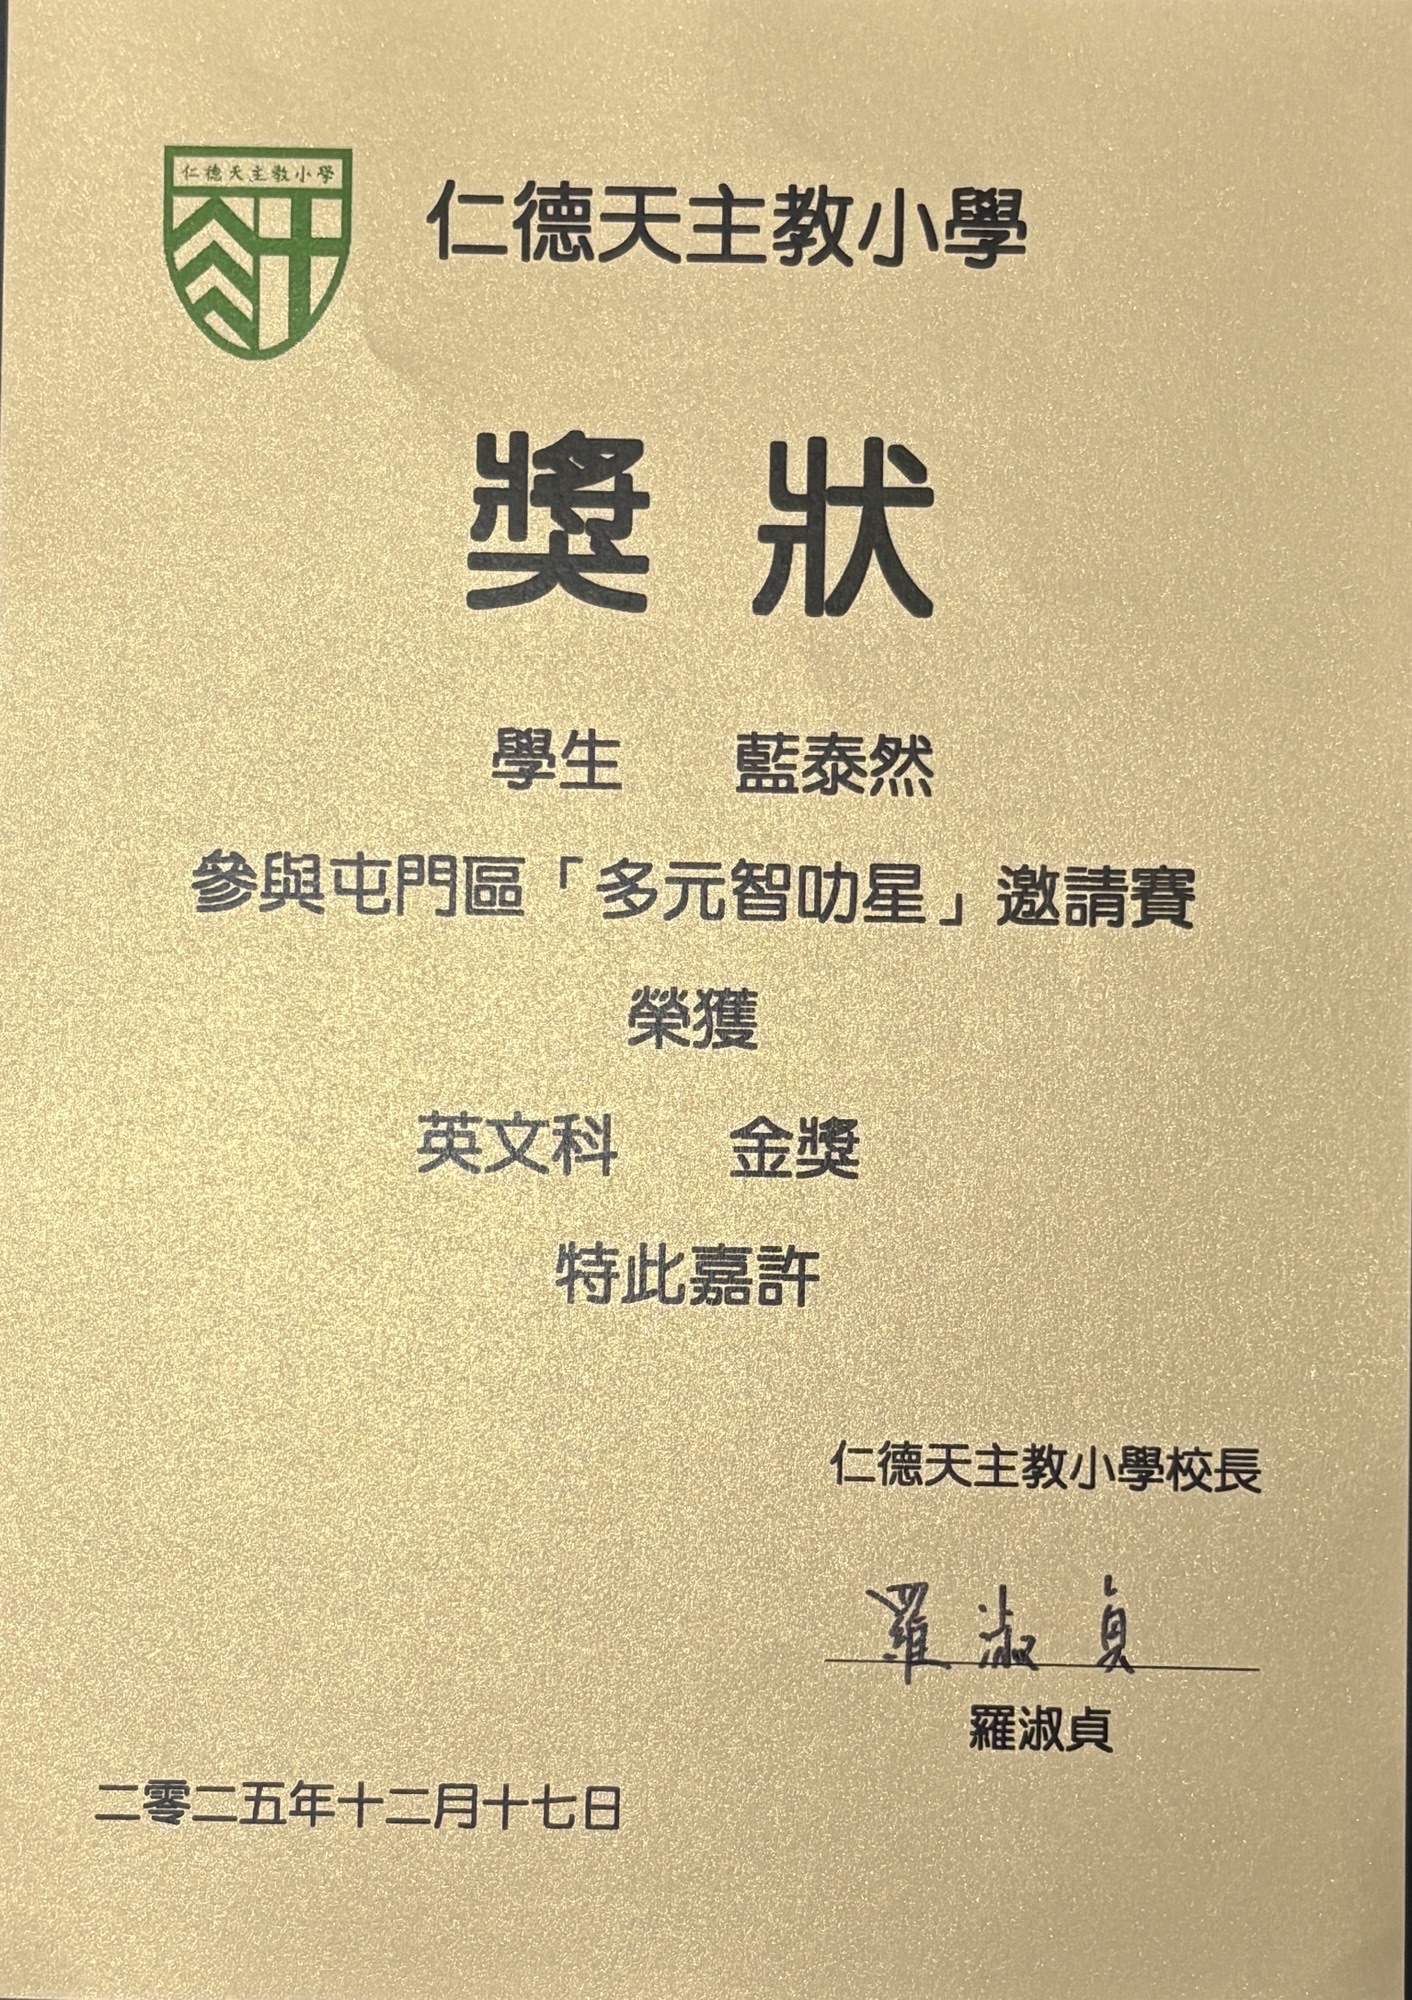 仁德天主教小學
仁德天主教小學
獎狀
學生 藍泰然
參與屯門區「多元智叻星」邀請賽
榮獲
英文科 金獎
特此嘉許
仁德天主教小學校長
羅淑貞
羅淑貞
二零二五年十二月十七日